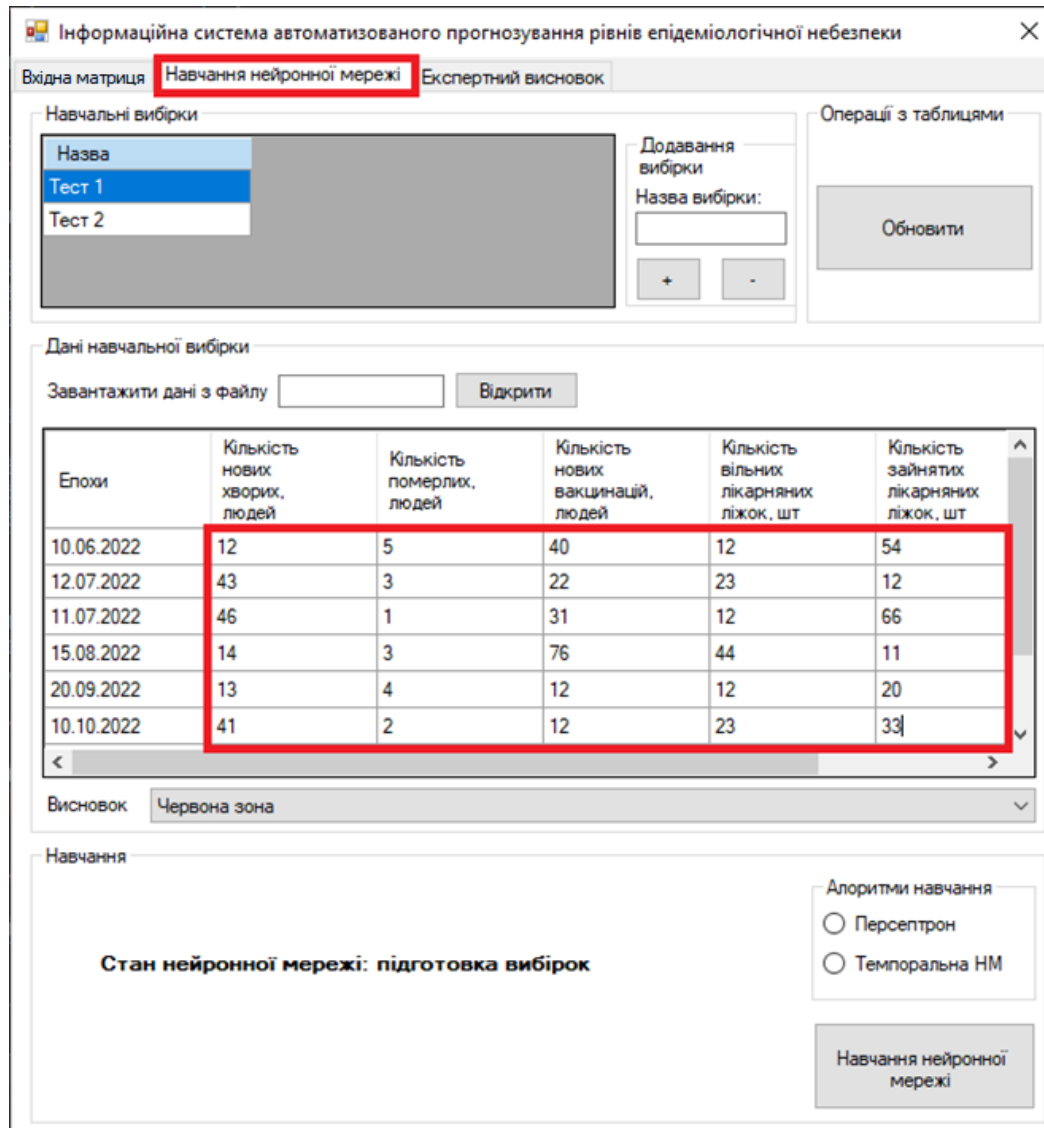 Інформаційна система автоматизованого прогнозування рівнів епідеміологічної небезпеки
Вхідна матриця Навчання нейронної мережі Експертний висновок
Навчальні вибірки
Назва
Тест 1
Тест 2
Додавання
вибірки
Назва вибірки:
+ -
Операції з таблицями
Обновити
Дані навчальної вибірки
Завантажити дані з файлу Відкрити
Епохи
Кількість
нових
хворих,
людей
Кількість
померлих,
людей
Кількість
нових
вакцинацій,
людей
Кількість
вільних
лікарняних
ліжок, шт
Кількість
зайнятих
лікарняних
ліжок, шт
10.06.2022 12 5 40 12 54
12.07.2022 43 3 22 23 12
11.07.2022 46 1 31 12 66
15.08.2022 14 3 76 44 11
20.09.2022 13 4 12 12 20
10.10.2022 41 2 12 23 33
Висновок Червона зона
Навчання
Стан нейронної мережі: підготовка вибірок
Алоритми навчання
Персептрон
Темпоральна НМ
Навчання нейронної
мережі